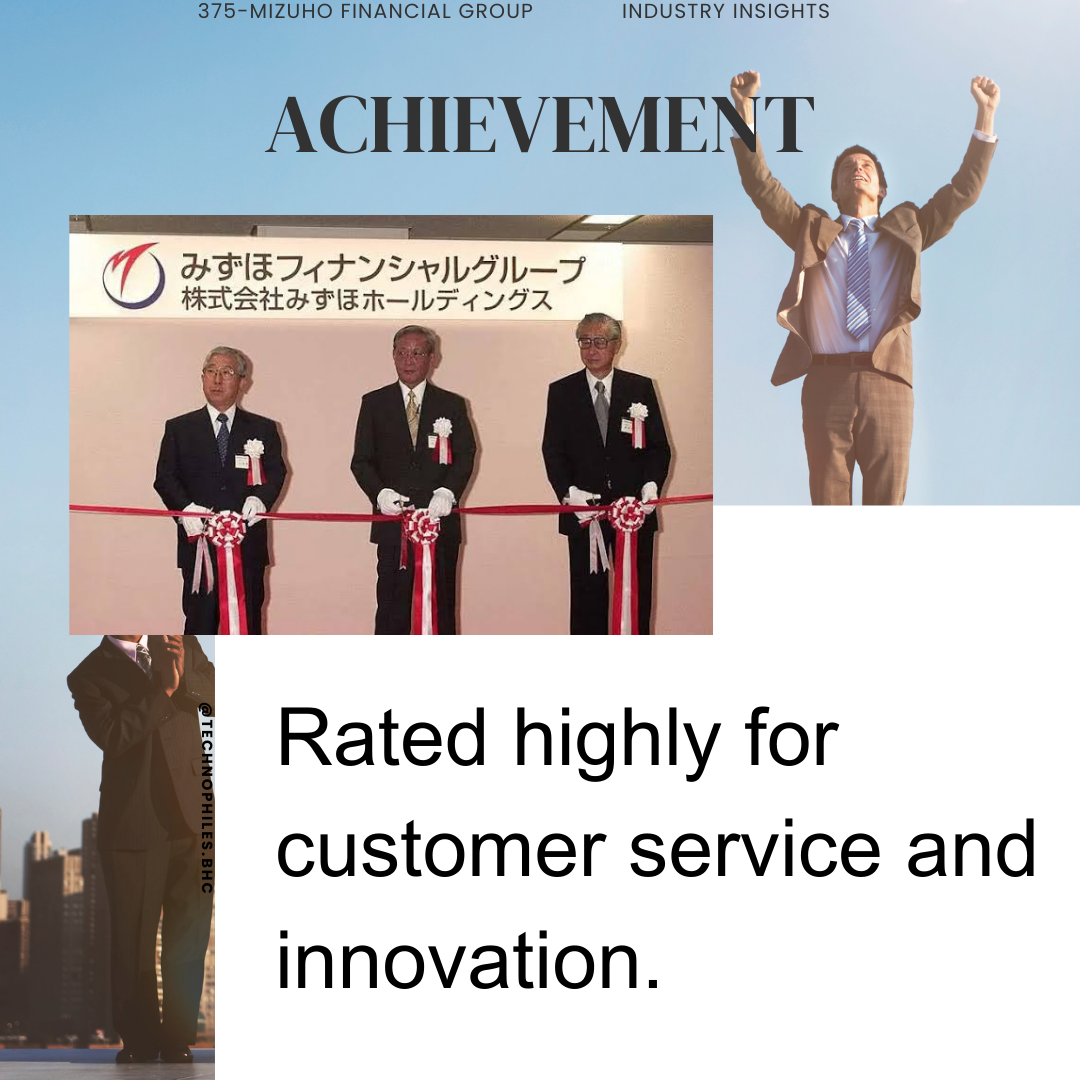 375-MIZUHO FINANCIAL GROUP
INDUSTRY INSIGHTS
ACHIEVEMENT
みずほフィナンシャルグループ
株式会社みずほホールディングス
@TECHNOPHILES.BHC
Rated highly for
customer service and
innovation.